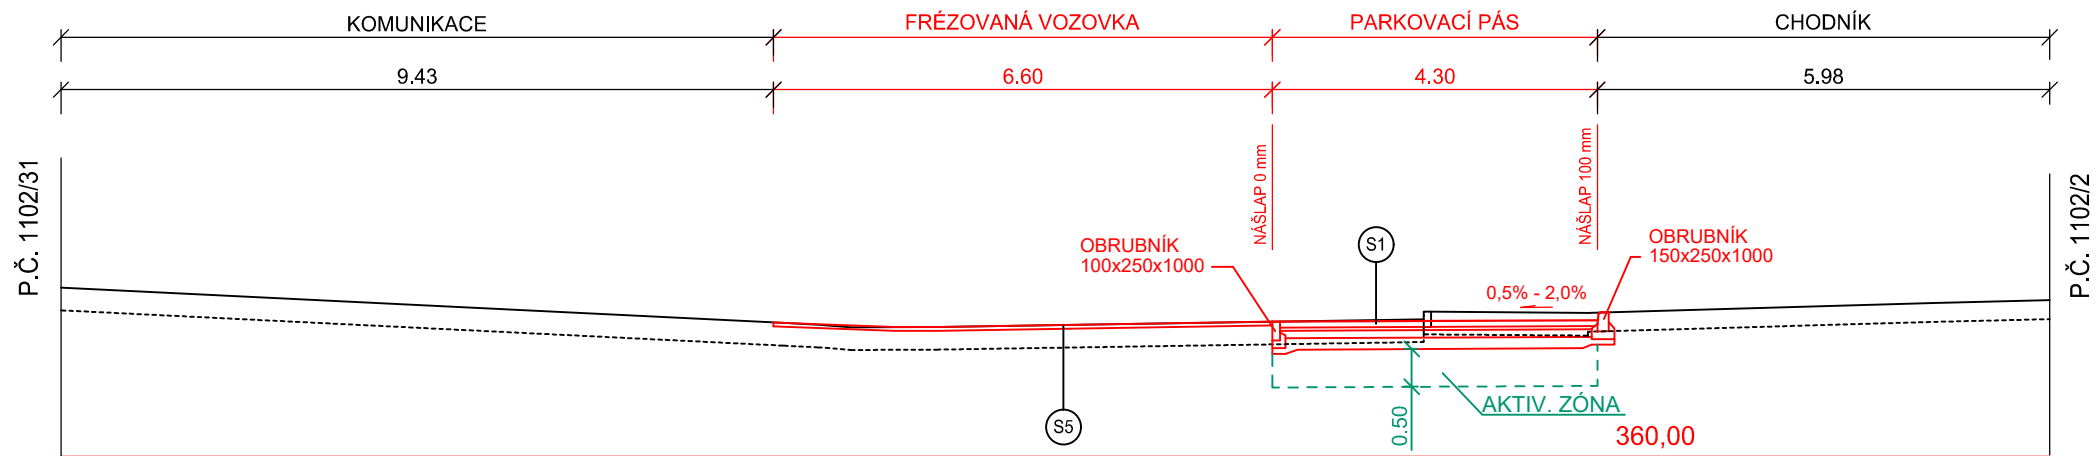 KOMUNIKACE
FRÉZOVANÁ VOZOVKA
PARKOVACÍ PÁS
CHODNÍK
9.43
6.60
4.30
5.98
P.Č. 1102/31
NÁŠLAP 0 mm
NÁŠLAP 100 mm
P.Č. 1102/2
OBRUBNÍK
100x250x1000
S1
OBRUBNÍK
150x250x1000
0,5% - 2,0%
S5
0.50
AKTIV. ZÓNA
360,00